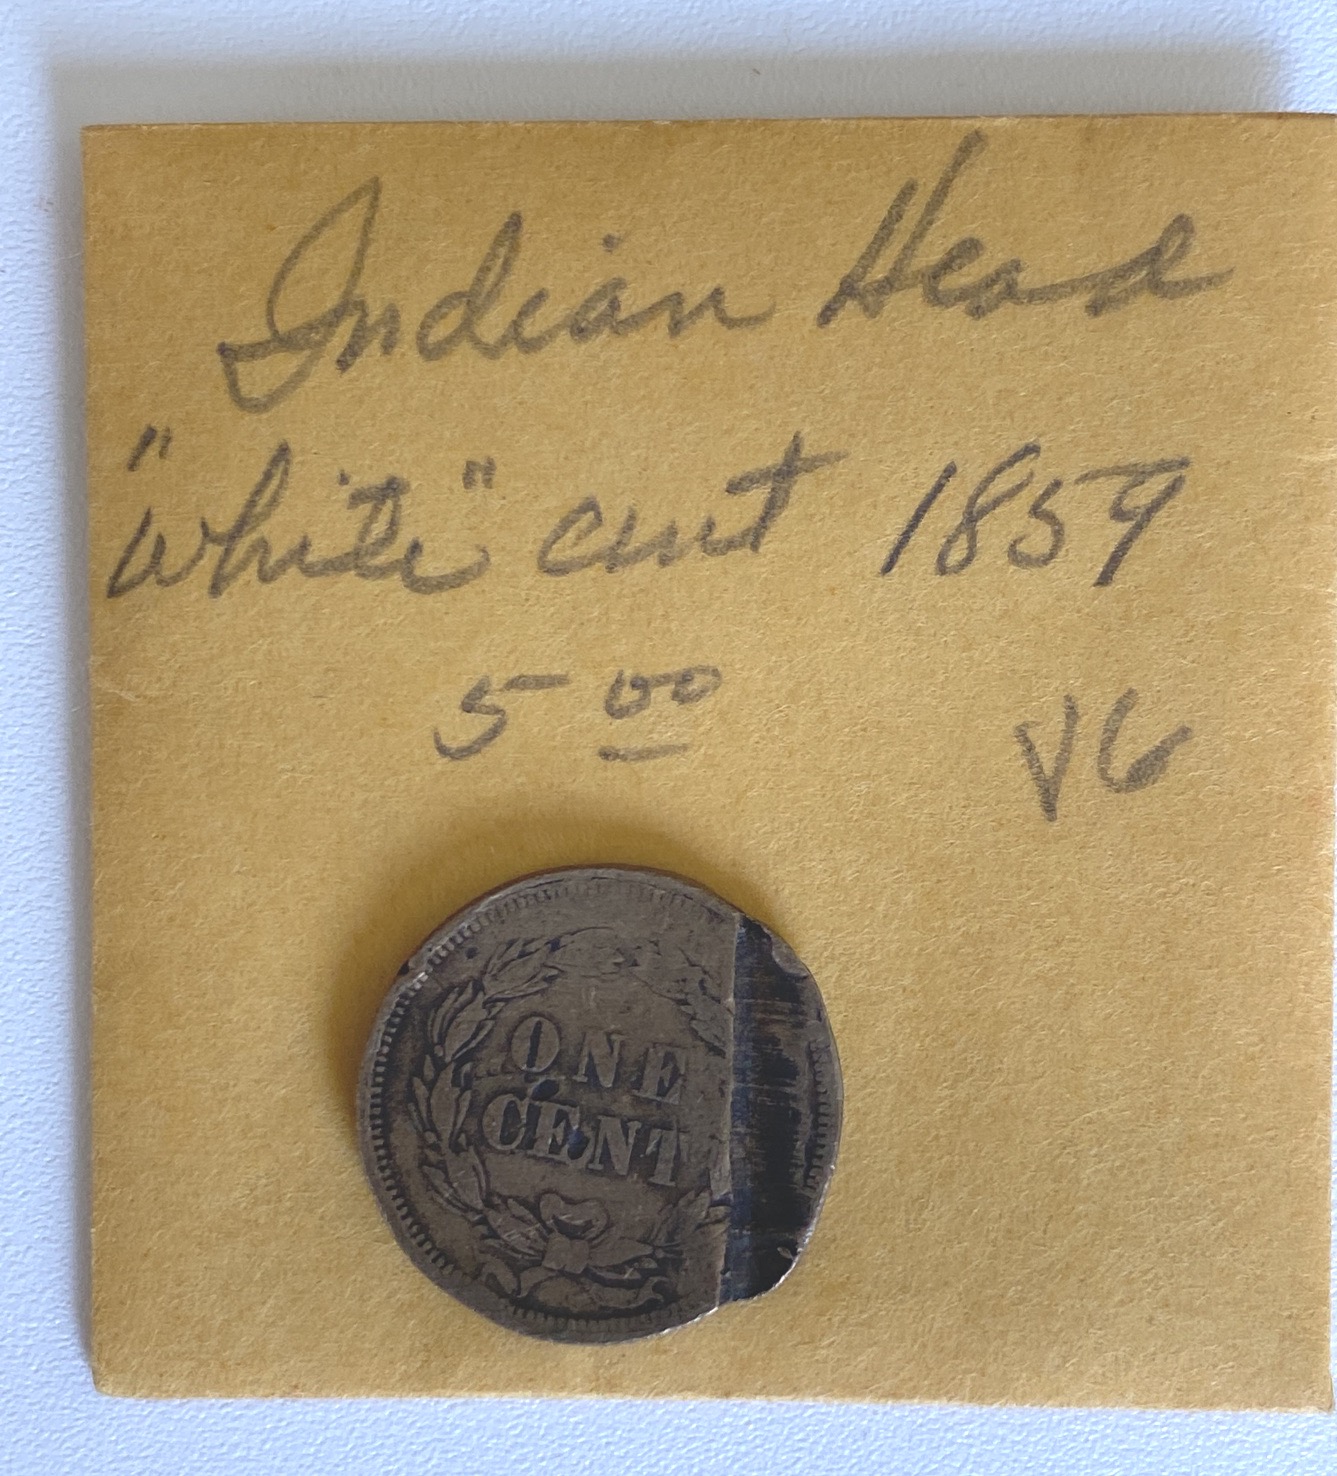 Indian Head
"White" cent 1859
5 00
VG
ONE
CENT